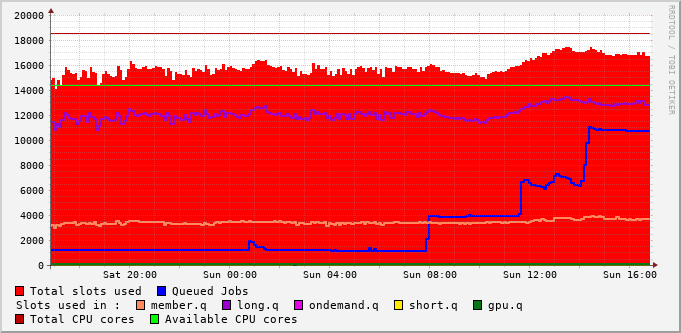 20000
18000
16000
14000
12000
10000
8000
6000
4000
2000
0
Sat 20:00 Sun 00:00 Sun 04:00 Sun 08:00 Sun 12:00 Sun 16:00
RRDTOOL / TOBI OETIKER
Total slots used Queued Jobs
Slots used in : member.q long.q ondemand.q short.q gpu.q
Total CPU cores Available CPU cores